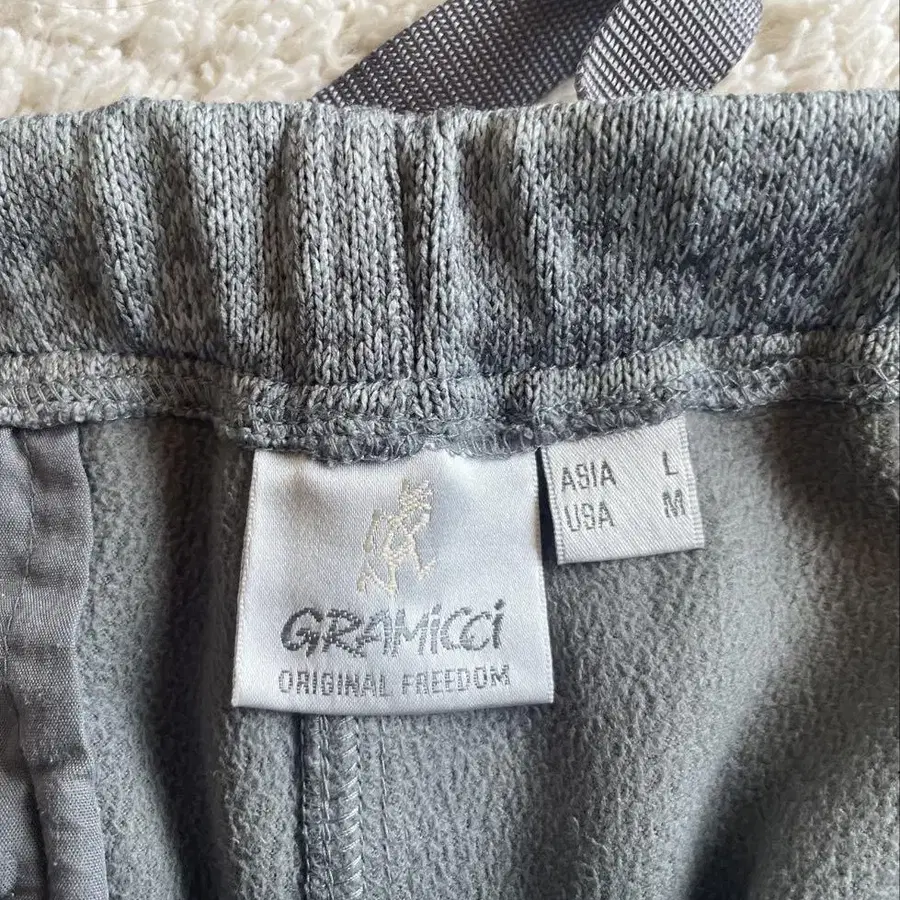 GRAMiCCi
ORIGINAL FREEDOM
ASIA L
USA M